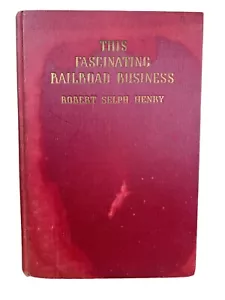 THIS
FASCINATING
RAILROAD BUSINESS
ROBERT SELPH HENRY